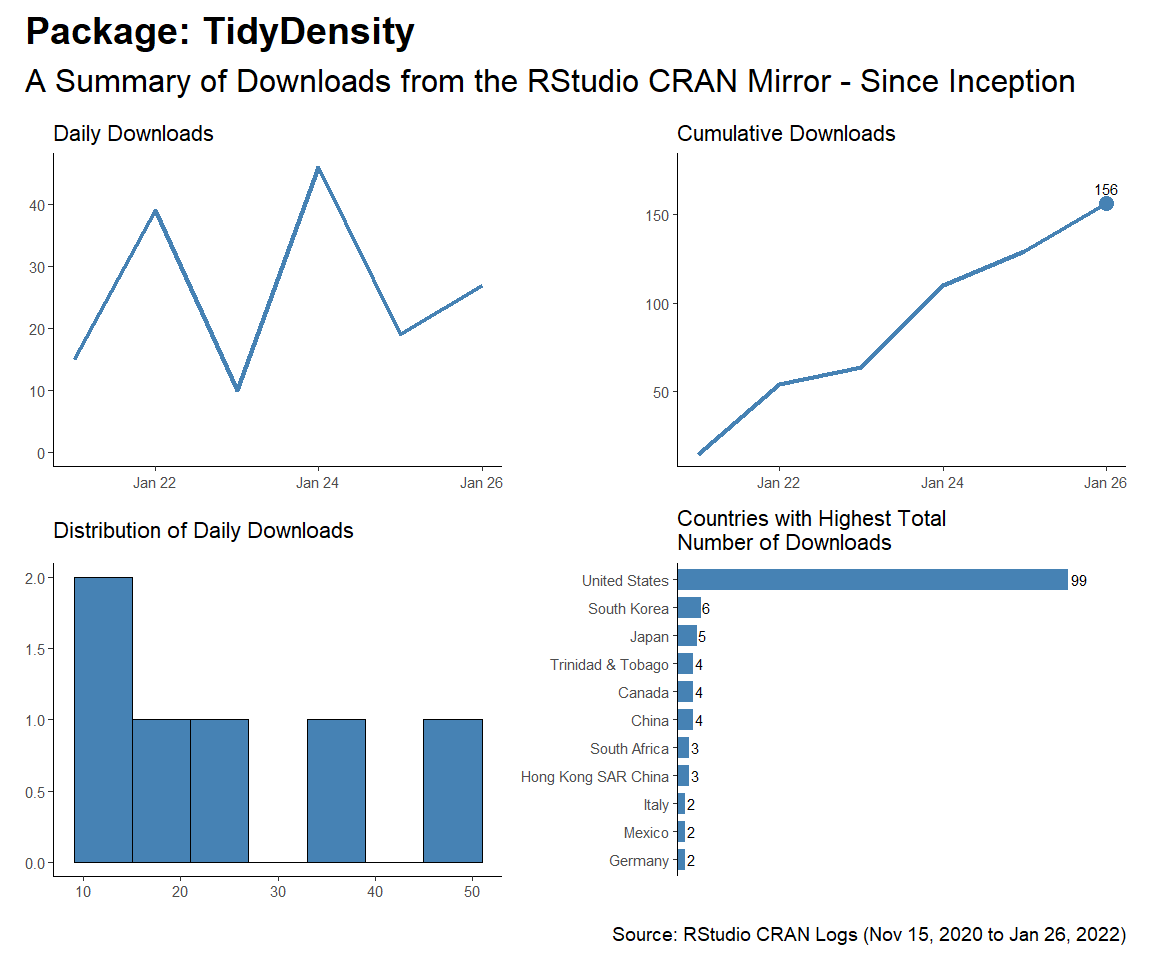 Package: TidyDensity
A Summary of Downloads from the RStudio CRAN Mirror - Since Inception
Daily Downloads
40
30
20
10
0
Jan 22
Jan 24
Jan 26
Cumulative Downloads
156
150
100
50
Jan 22
Jan 24
Jan 26
Distribution of Daily Downloads
2.0
1.5
1.0
0.5
0.0
10
20
30
40
50
Countries with Highest Total
Number of Downloads
United States 99
South Korea 6
Japan 5
Trinidad & Tobago 4
Canada 4
China 4
South Africa 3
Hong Kong SAR China 3
Italy 2
Mexico 2
Germany 2
Source: RStudio CRAN Logs (Nov 15, 2020 to Jan 26, 2022)